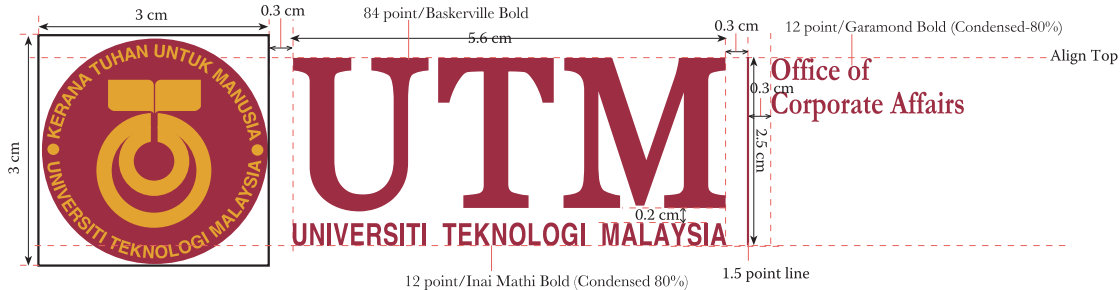 3 cm
0.3 cm
84 point/Baskerville Bold
5.6 cm
0.3 cm
12 point/Garamond Bold (Condensed-80%)
Align Top
3 cm
KERANA TUHAN UNTUK MANUSIA
UNIVERSITI TEKNOLOGI MALAYSIA
UTM
Office of
Corporate Affairs
0.3 cm
2.5 cm
0.2 cm
UNIVERSITI TEKNOLOGI MALAYSIA
12 point/Inai Mathi Bold (Condensed 80%)
1.5 point line